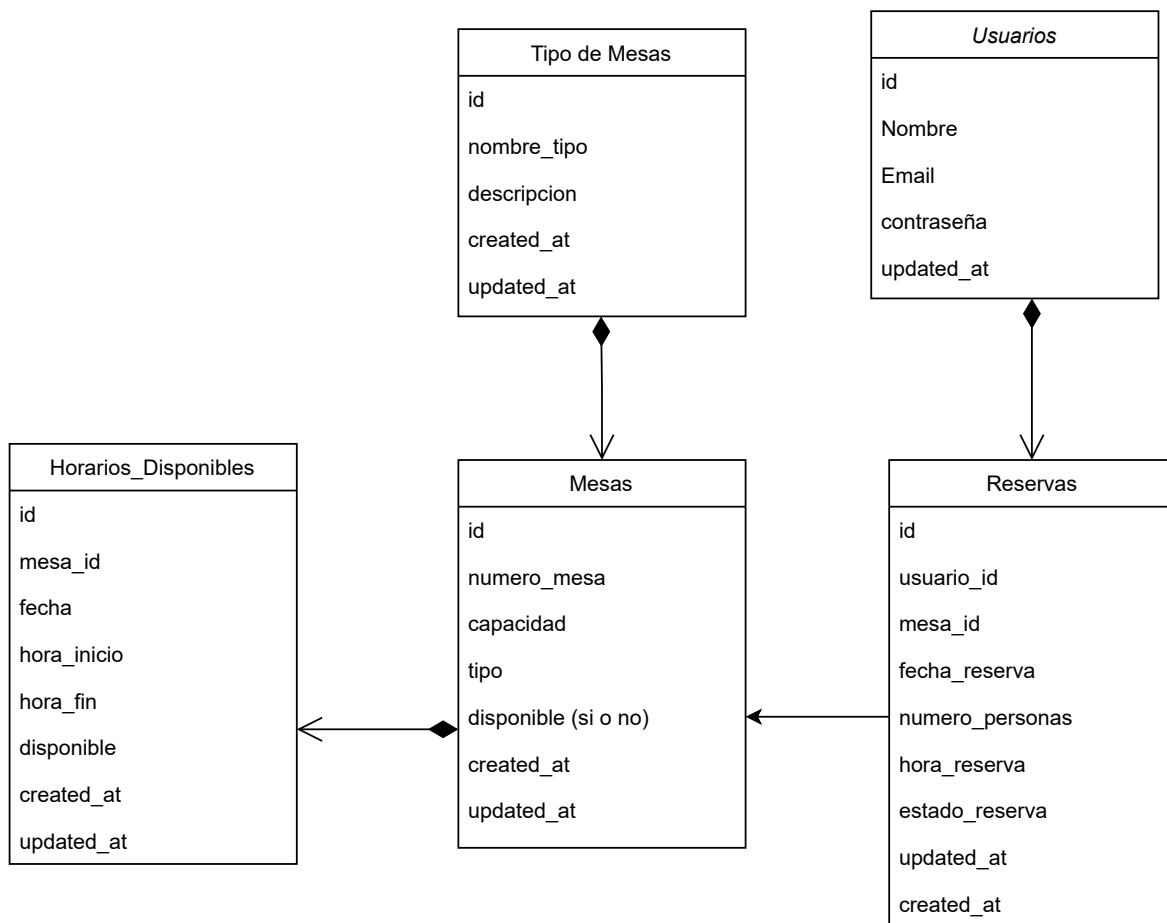 Tipo de Mesas
id
nombre_tipo
descripcion
created_at
updated_at
Usuarios
id
Nombre
Email
contraseña
updated_at
Horarios_Disponibles
id
mesa_id
fecha
hora_inicio
hora_fin
disponible
created_at
updated_at
Mesas
id
numero_mesa
capacidad
tipo
disponible (si o no)
created_at
updated_at
Reservas
id
usuario_id
mesa_id
fecha_reserva
numero_personas
hora_reserva
estado_reserva
updated_at
created_at